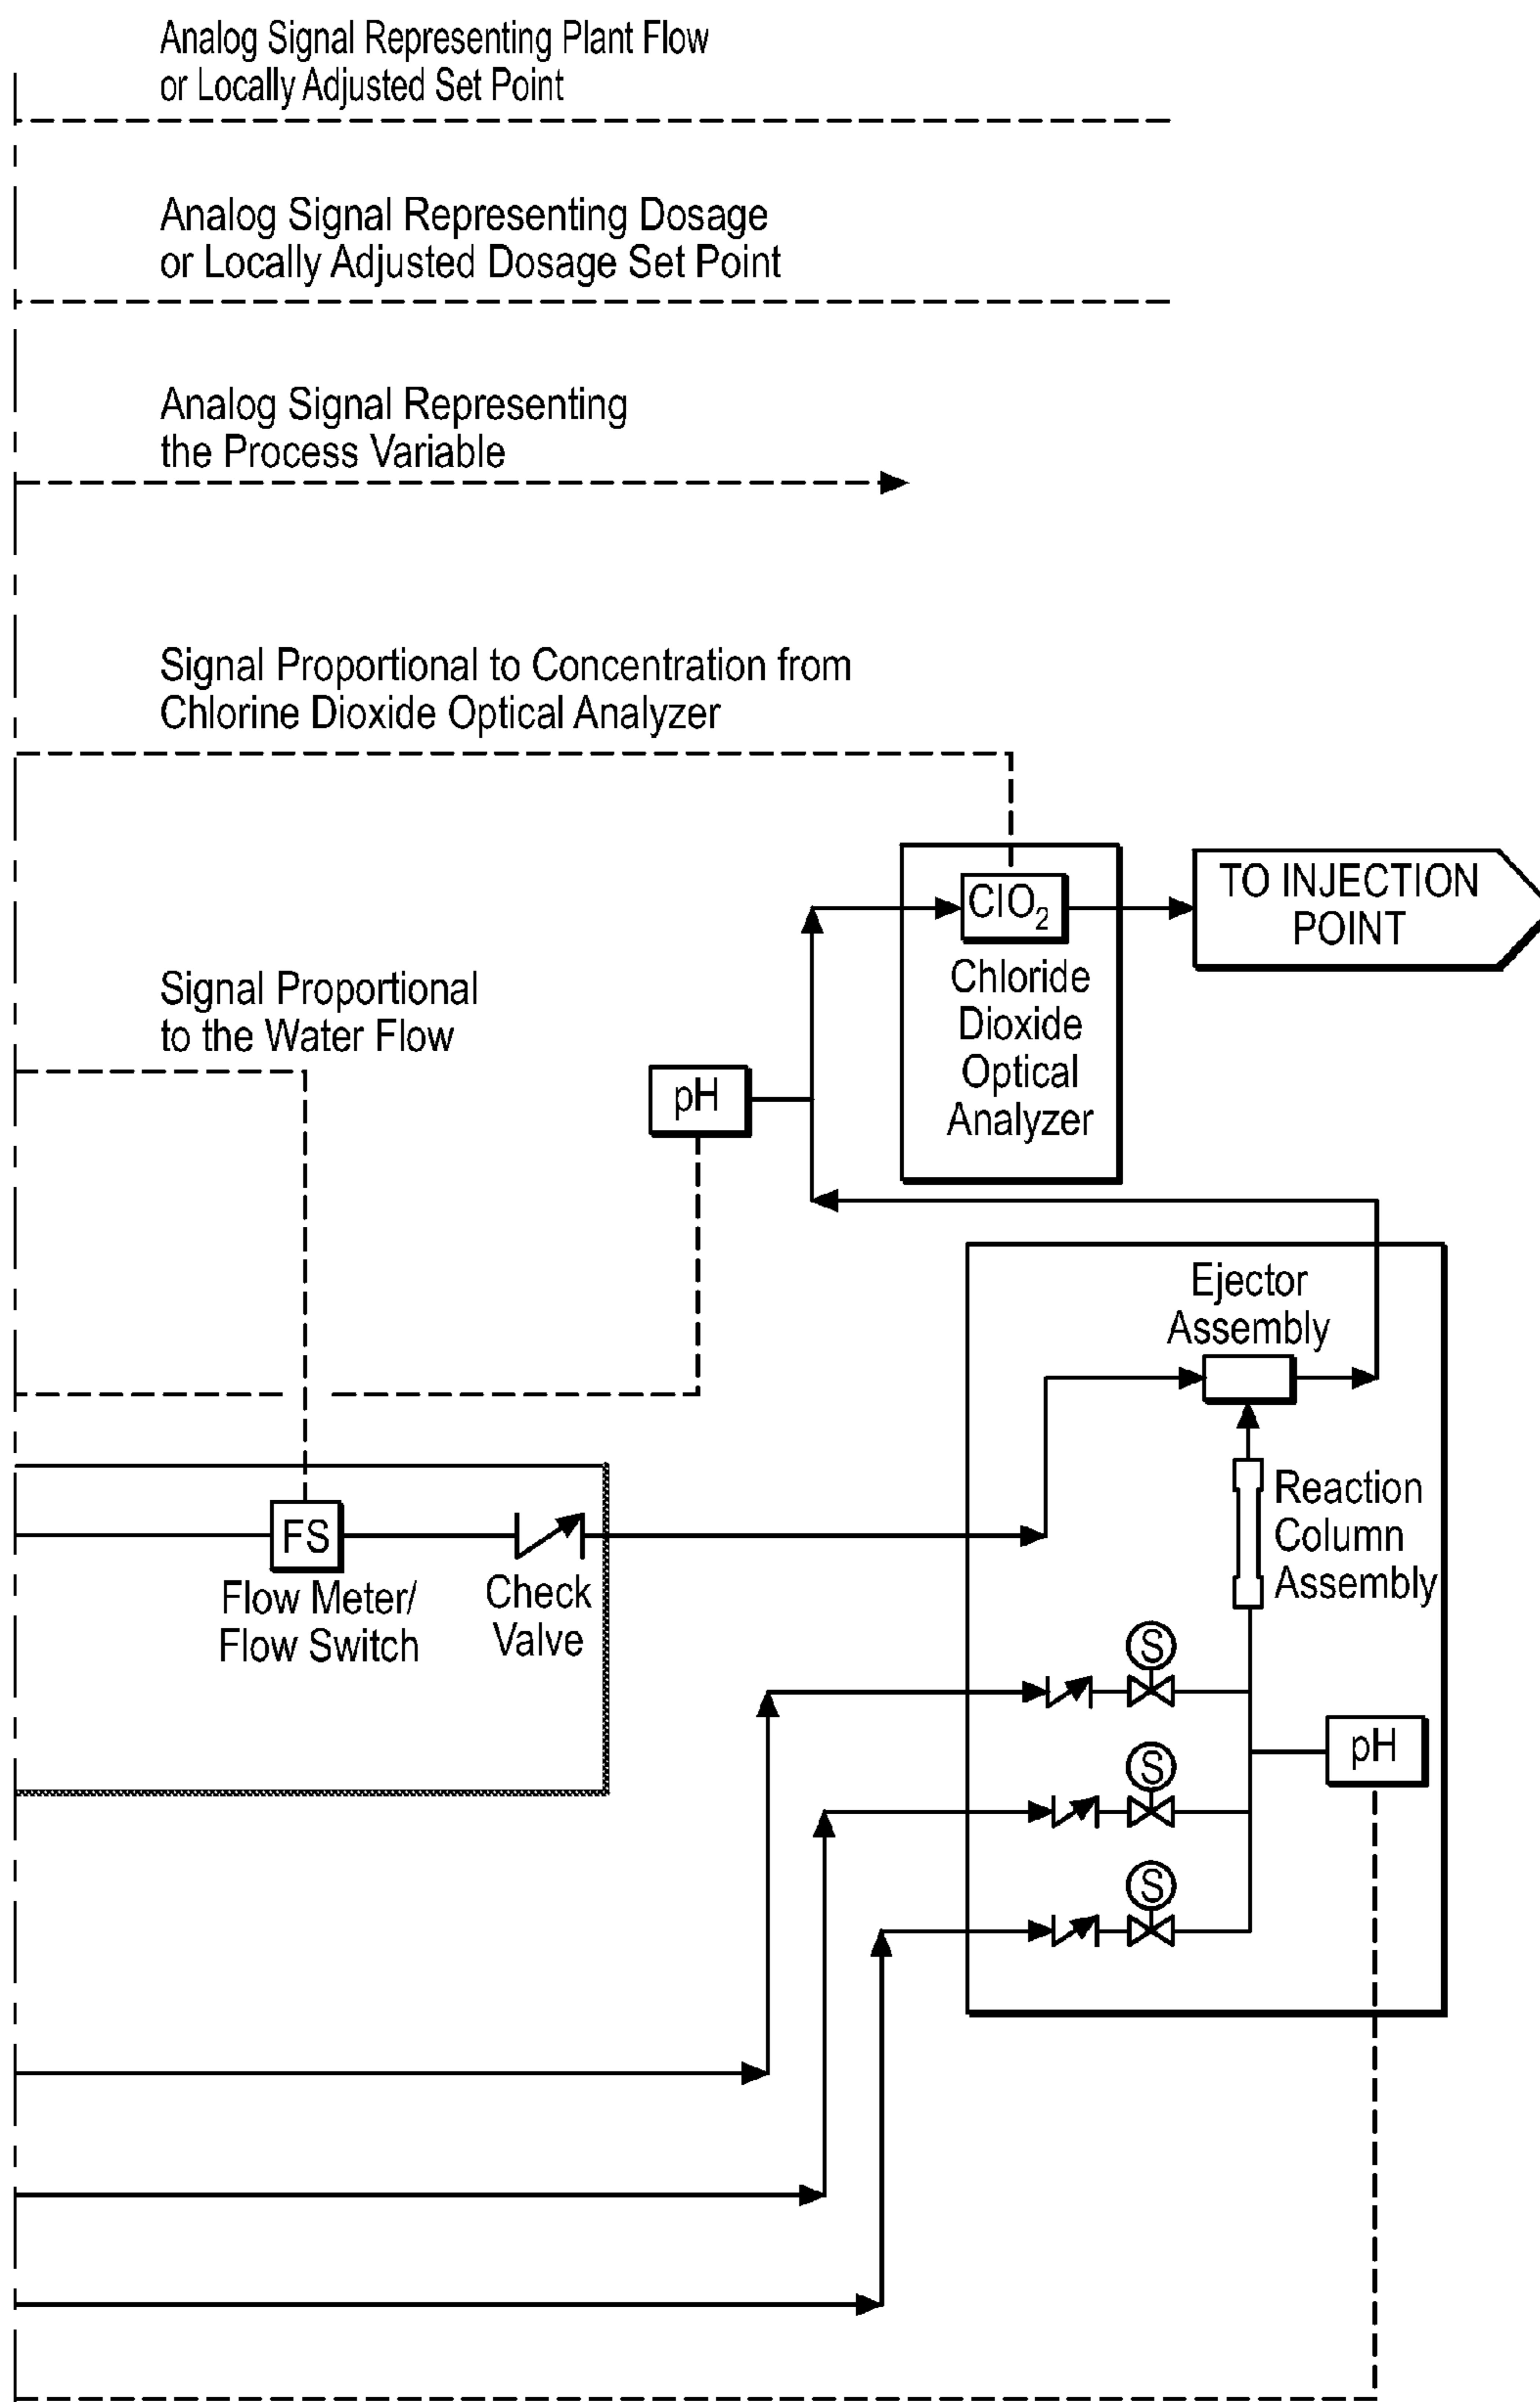 Analog Signal Representing Plant Flow
or Locally Adjusted Set Point
Analog Signal Representing Dosage
or Locally Adjusted Dosage Set Point
Analog Signal Representing
the Process Variable
Signal Proportional to Concentration from
Chlorine Dioxide Optical Analyzer
ClO₂
TO INJECTION
POINT
Chloride
Dioxide
Optical
Analyzer
Signal Proportional
to the Water Flow
pH
Ejector
Assembly
Reaction
Column
Assembly
FS
Flow Meter/
Flow Switch
Check
Valve
S
pH
S
S